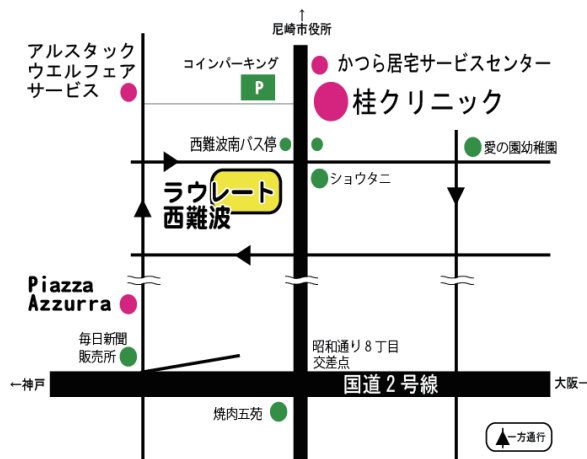 ↑
尼崎市役所
アルスタック
ウエルフェア
サービス
コインパーキング
P
かつら居宅サービスセンター
桂クリニック
西難波南バス停
愛の園幼稚園
ショウタニ
ラウレート
西難波
Piazza
Azzurra
毎日新聞
販売所
昭和通り8丁目
交差点
←神戸
国道2号線
大阪→
焼肉五苑
一方通行